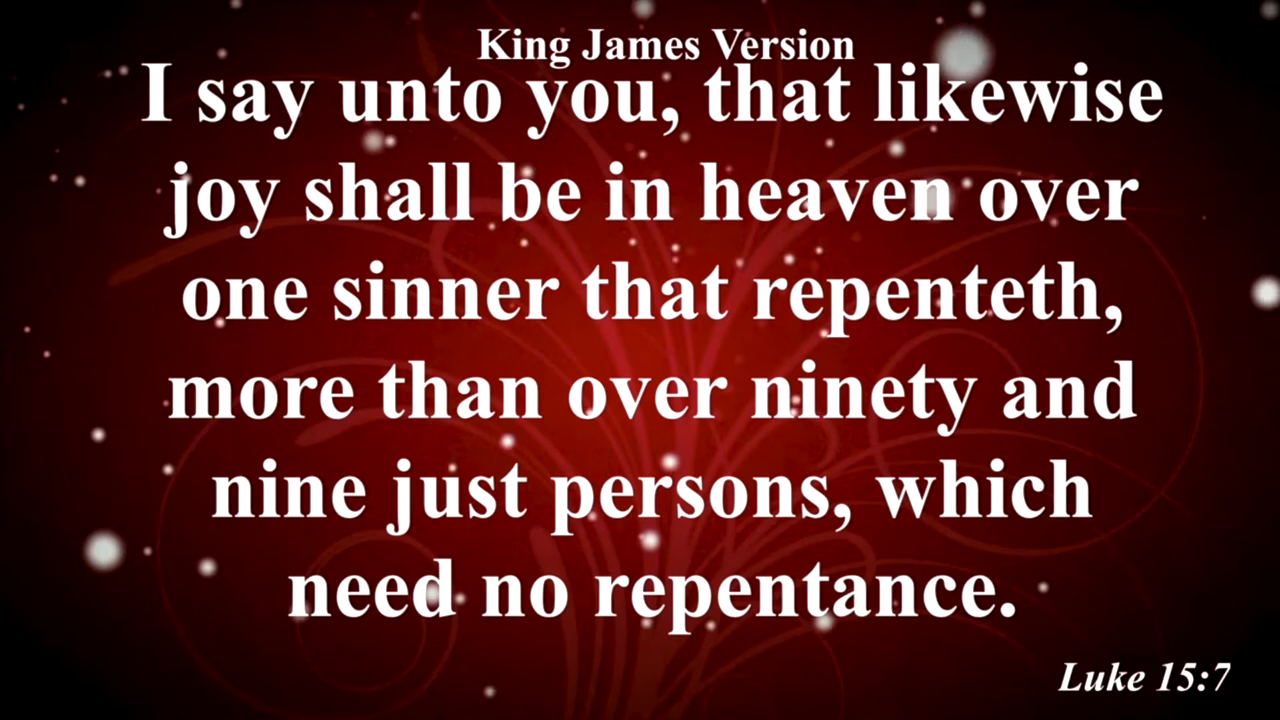 King James Version
I say unto you, that likewise
joy shall be in heaven over
one sinner that repenteth,
more than over ninety and
nine just persons, which
need no repentance.
Luke 15:7